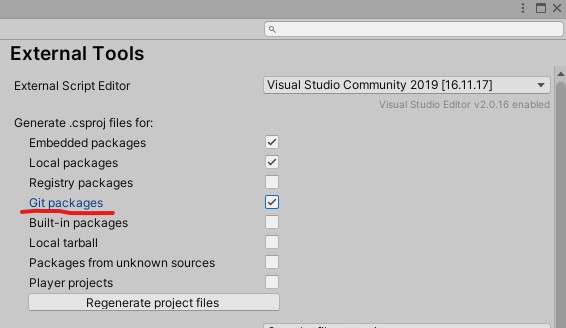 External Tools
External Script Editor
Visual Studio Community 2019 [16.11.17]
Visual Studio Editor v2.0.16 enabled
Generate .csproj files for:
Embedded packages
Local packages
Registry packages
Git packages
Built-in packages
Local tarball
Packages from unknown sources
Player projects
Regenerate project files